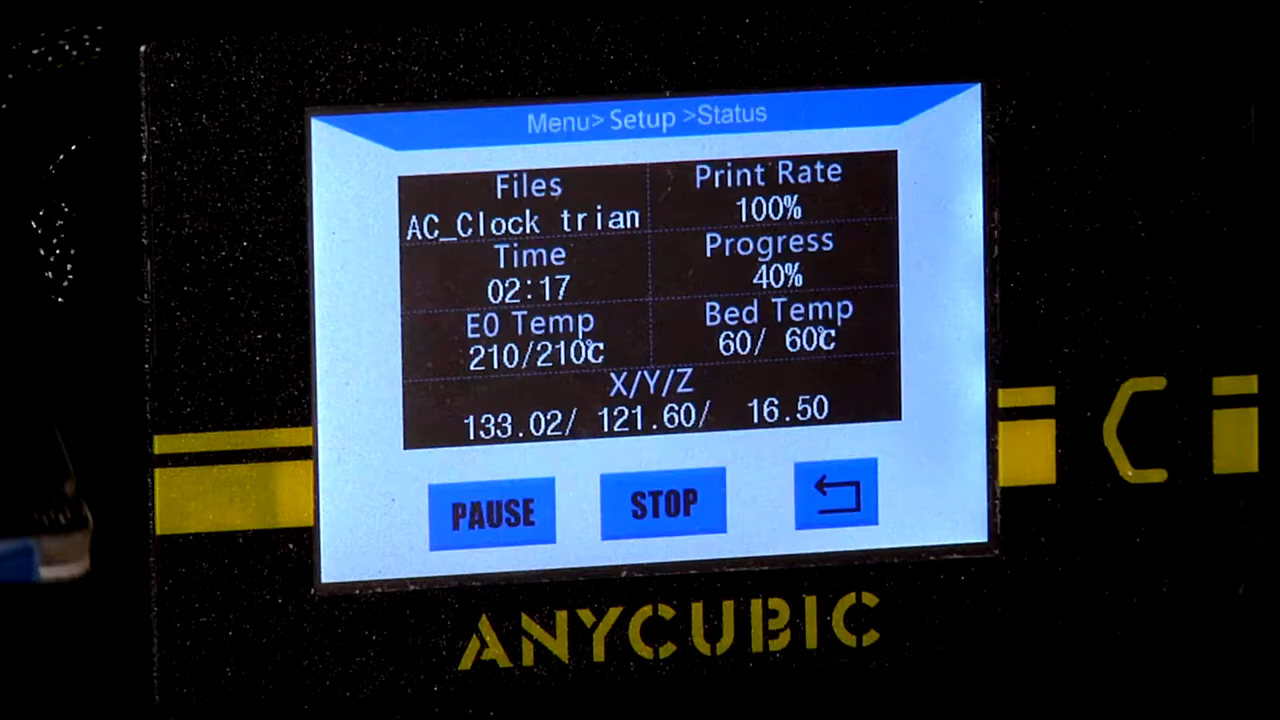 Menu> Setup >Status
Files
Print Rate
AC_Clock trian
100%
Time
Progress
02:17
40%
E0 Temp
Bed Temp
210/210℃
60/ 60℃
X/Y/Z
133.02/ 121.60/ 16.50
PAUSE
STOP
ANYCUBIC